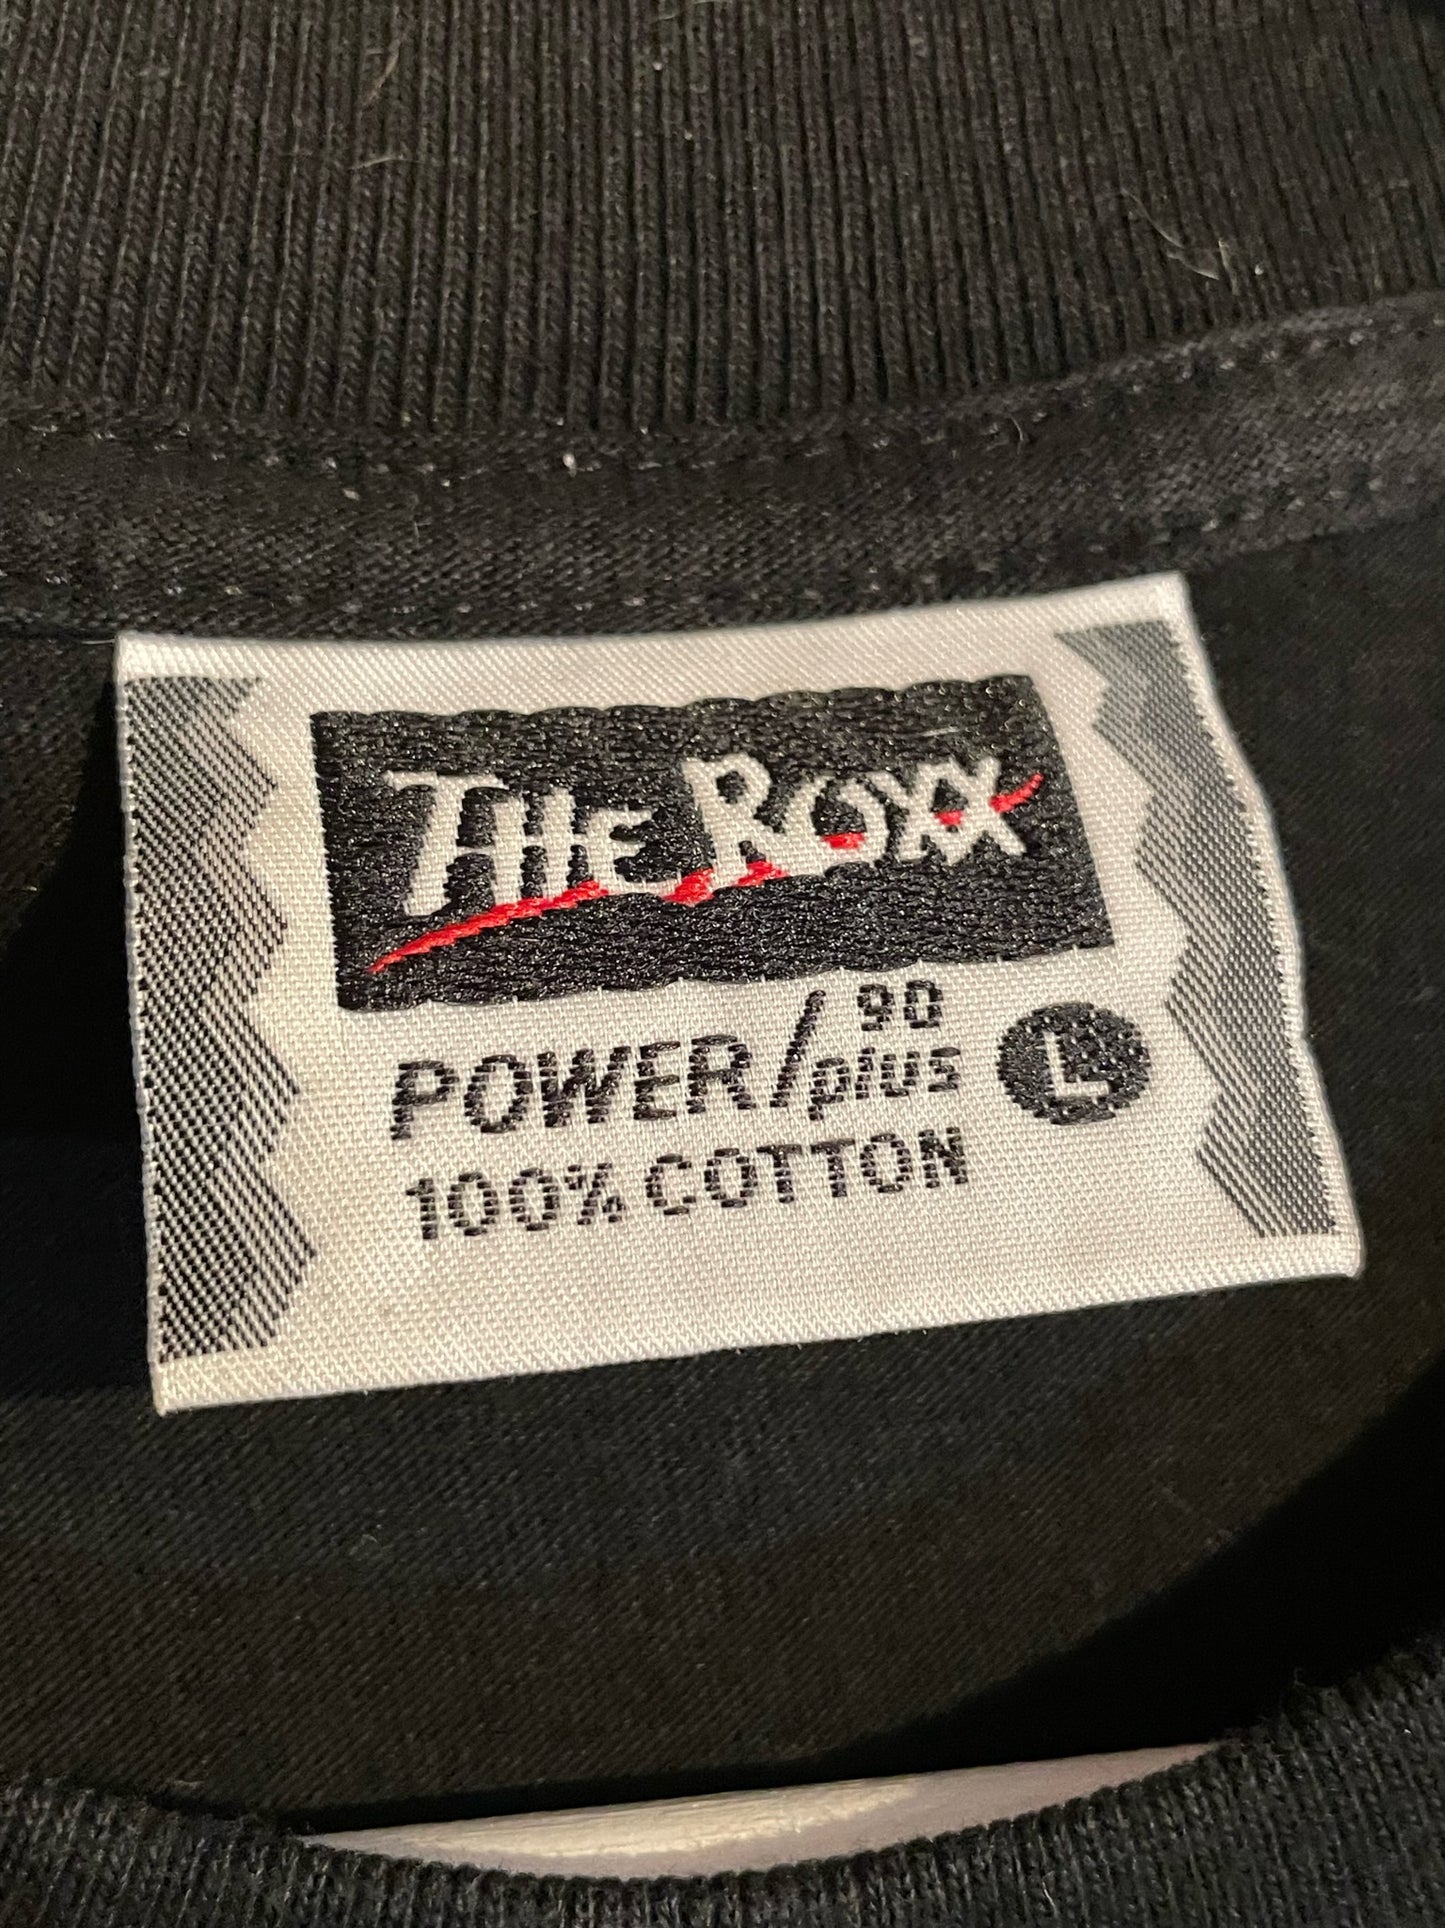 THE ROXX
POWER/90 plus L
100% COTTON